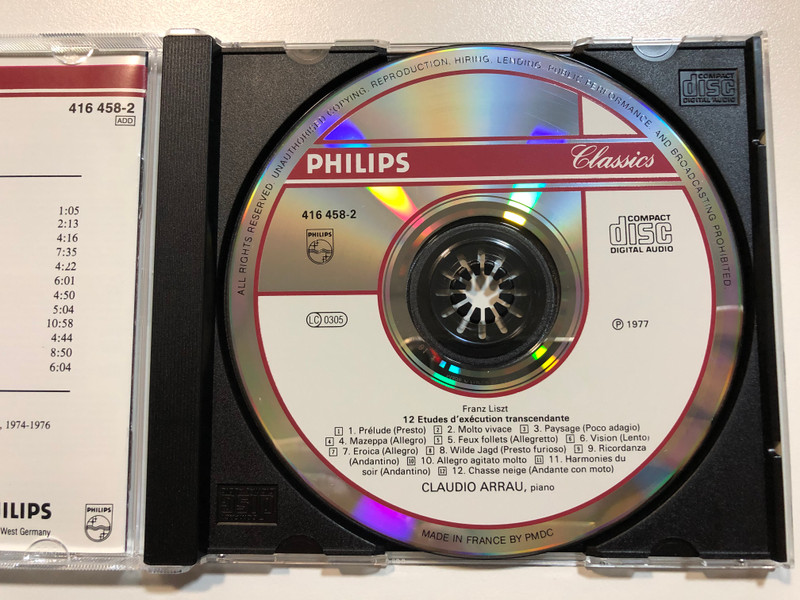 416 458-2
ADD
1:05
2:13
4:16
7:35
4:22
6:01
4:50
5:04
10:58
4:44
8:50
6:04
, 1974-1976
ILIPS
PHILIPS
West Germany
ALL RIGHTS RESERVED. UNAUTHORISED COPYING, REPRODUCTION, HIRING, LENDING, PUBLIC PERFORMANCE AND BROADCASTING PROHIBITED.
PHILIPS Classics
416 458-2
PHILIPS
COMPACT
disc
DIGITAL AUDIO
LC 0305
℗ 1977
Franz Liszt
12 Etudes d'exécution transcendante
1 1. Prélude (Presto) 2 2. Molto vivace 3 3. Paysage (Poco adagio)
4 4. Mazeppa (Allegro) 5 5. Feux follets (Allegretto) 6 6. Vision (Lento)
7 7. Eroica (Allegro) 8 8. Wilde Jagd (Presto furioso) 9 9. Ricordanza
(Andantino) 10 10. Allegro agitato molto 11 11. Harmonies du
soir (Andantino) 12 12. Chasse neige (Andante con moto)
CLAUDIO ARRAU, piano
MADE IN FRANCE BY PMDC
COMPACT
disc
DIGITAL AUDIO